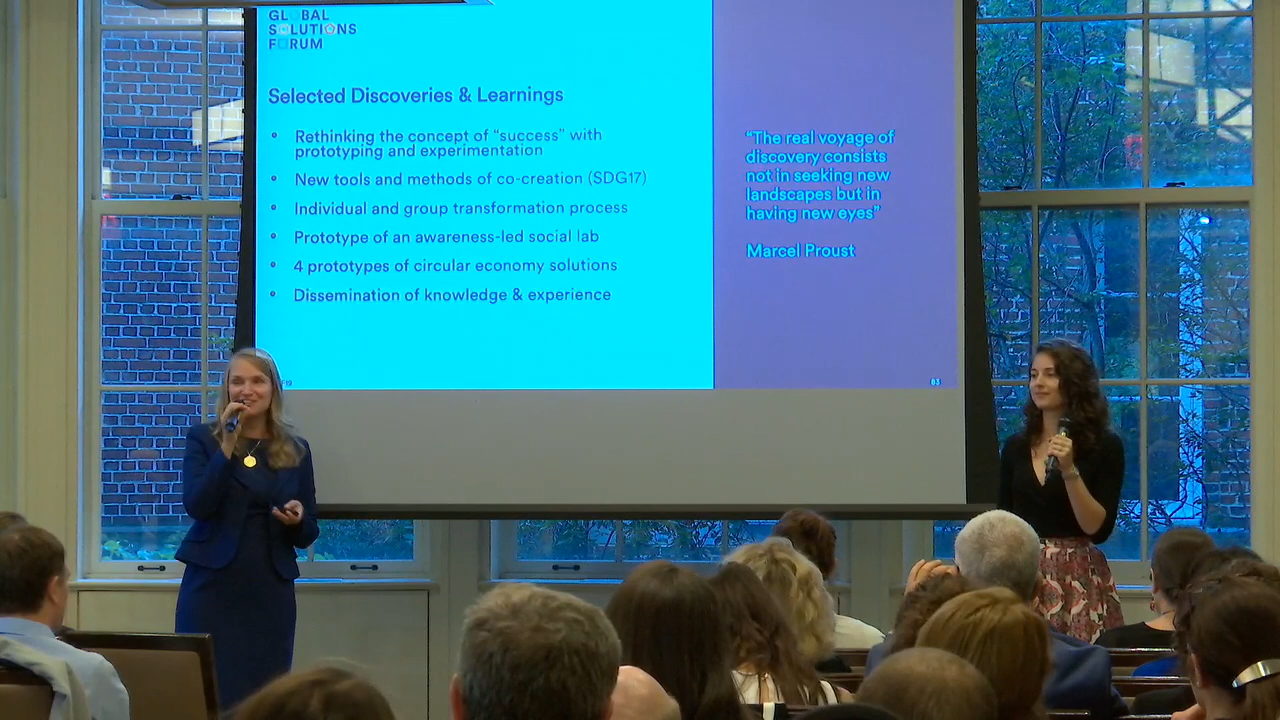 GLOBAL
SOLUTIONS
FORUM
Selected Discoveries & Learnings
Rethinking the concept of “success” with
prototyping and experimentation
New tools and methods of co-creation (SDG17)
Individual and group transformation process
Prototype of an awareness-led social lab
4 prototypes of circular economy solutions
Dissemination of knowledge & experience
“The real voyage of
discovery consists
not in seeking new
landscapes but in
having new eyes”
Marcel Proust
03